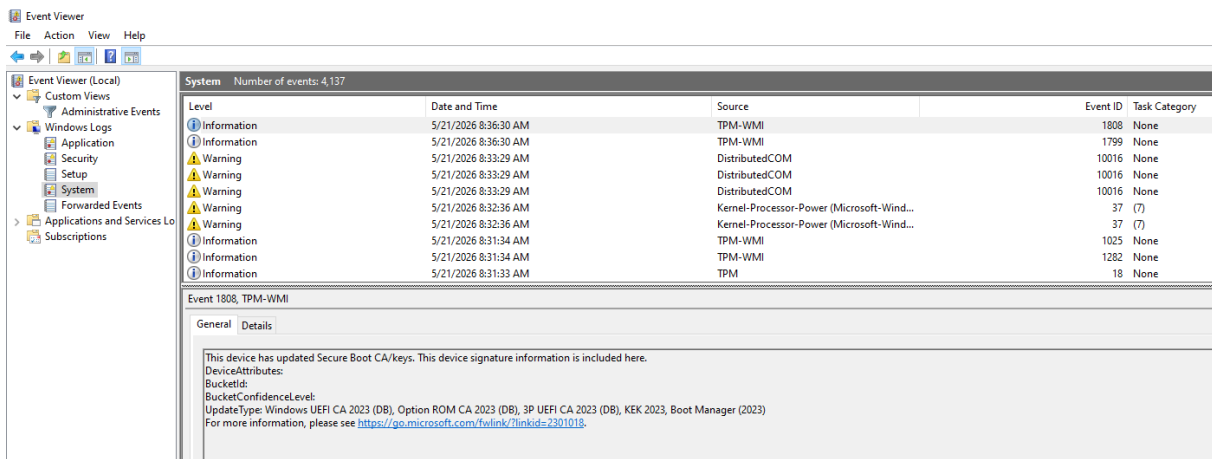 Event Viewer
File Action View Help
Event Viewer (Local)
Custom Views
Administrative Events
Windows Logs
Application
Security
Setup
System
Forwarded Events
Applications and Services Lo
Subscriptions
System Number of events: 4,137
Level Date and Time Source Event ID Task Category
Information 5/21/2026 8:36:30 AM TPM-WMI 1808 None
Information 5/21/2026 8:36:30 AM TPM-WMI 1799 None
Warning 5/21/2026 8:33:29 AM DistributedCOM 10016 None
Warning 5/21/2026 8:33:29 AM DistributedCOM 10016 None
Warning 5/21/2026 8:33:29 AM DistributedCOM 10016 None
Warning 5/21/2026 8:32:36 AM Kernel-Processor-Power (Microsoft-Wind... 37 (7)
Warning 5/21/2026 8:32:36 AM Kernel-Processor-Power (Microsoft-Wind... 37 (7)
Information 5/21/2026 8:31:34 AM TPM-WMI 1025 None
Information 5/21/2026 8:31:34 AM TPM-WMI 1282 None
Information 5/21/2026 8:31:33 AM TPM 18 None
Event 1808, TPM-WMI
General Details
This device has updated Secure Boot CA/keys. This device signature information is included here.
DeviceAttributes:
BucketId:
BucketConfidenceLevel:
UpdateType: Windows UEFI CA 2023 (DB), Option ROM CA 2023 (DB), 3P UEFI CA 2023 (DB), KEK 2023, Boot Manager (2023)
For more information, please see https://go.microsoft.com/fwlink/?linkid=2301018.